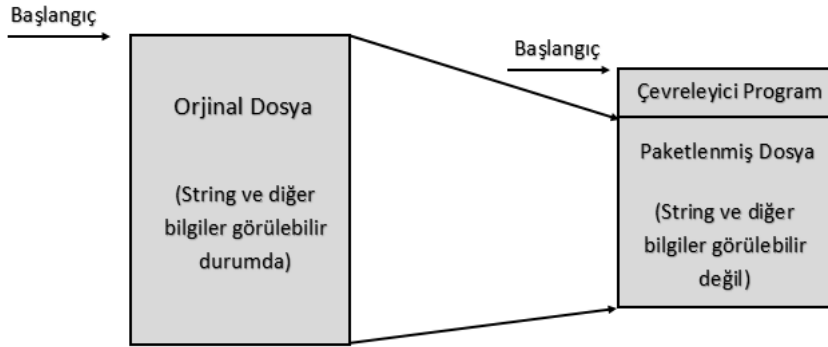 Başlangıç
Orjinal Dosya
(String ve diğer
bilgiler görülebilir
durumda)
Başlangıç
Çevreleyici Program
Paketlenmiş Dosya
(String ve diğer
bilgiler görülebilir
değil)